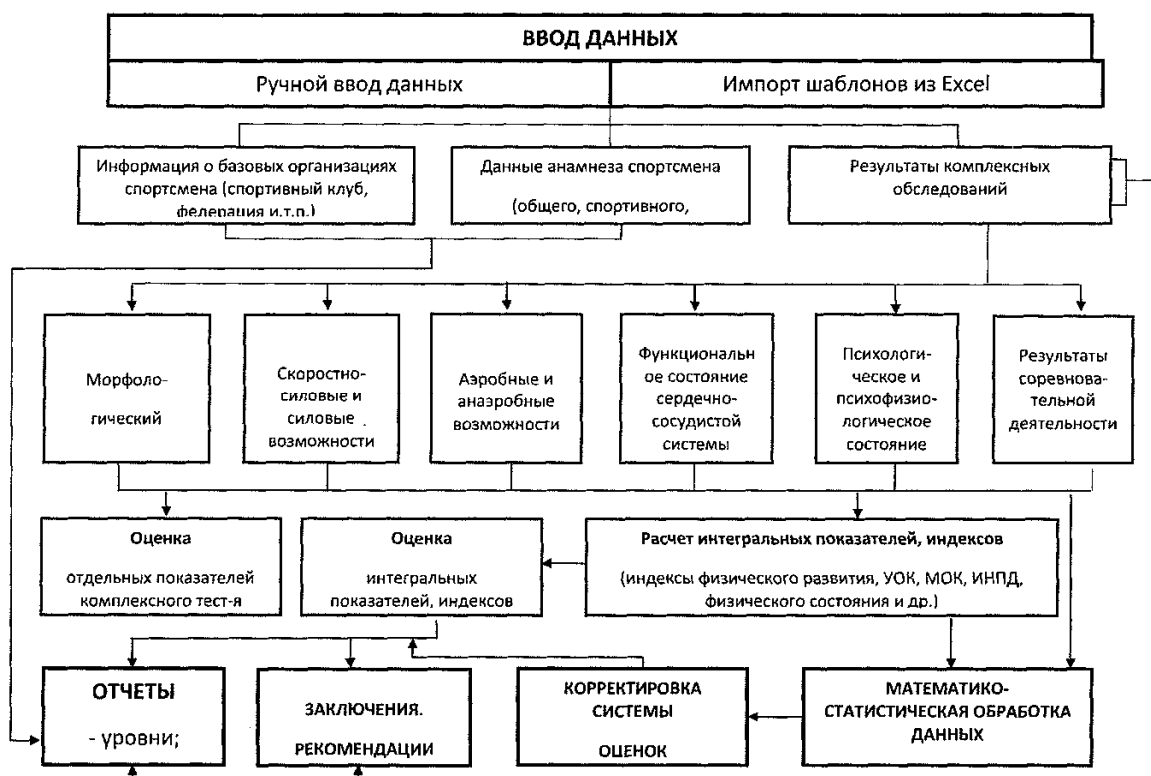 ВВОД ДАННЫХ
Ручной ввод данных
Импорт шаблонов из Excel
Информация о базовых организациях
спортсмена (спортивный клуб,
федерация и.т.п.)
Данные анамнеза спортсмена
(общего, спортивного,
Результаты комплексных
обследований
Морфоло-
гический
Скоростно-
силовые и
силовые
возможности
Аэробные и
анаэробные
возможности
Функциональн
ое состояние
сердечно-
сосудистой
системы
Психологи-
ческое и
психофизио-
логическое
состояние
Результаты
соревнова-
тельной
деятельности
Оценка
отдельных показателей
комплексного тест-я
Оценка
интегральных
показателей, индексов
Расчет интегральных показателей, индексов
(индексы физического развития, УОК, МОК, ИНПД,
физического состояния и др.)
ОТЧЕТЫ
- уровни;
ЗАКЛЮЧЕНИЯ.
РЕКОМЕНДАЦИИ
КОРРЕКТИРОВКА
СИСТЕМЫ
ОЦЕНОК
МАТЕМАТИКО-
СТАТИСТИЧЕСКАЯ ОБРАБОТКА
ДАННЫХ